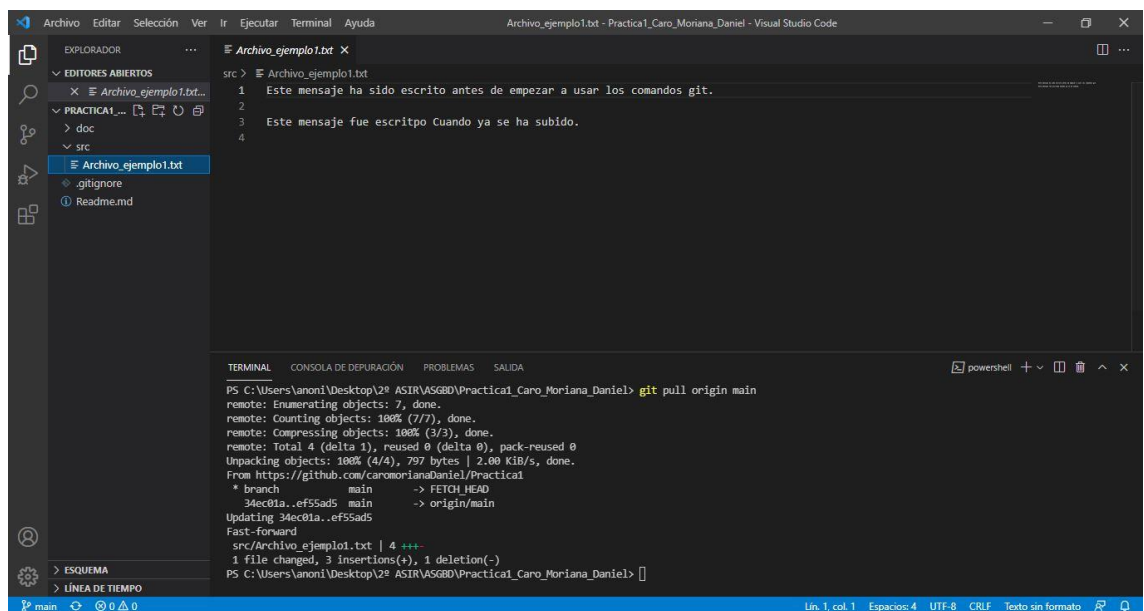 Archivo Editar Selección Ver Ir Ejecutar Terminal Ayuda Archivo_ejemplo1.txt - Practica1_Caro_Moriana_Daniel - Visual Studio Code
EXPLORADOR ...
EDITORES ABIERTOS
Archivo_ejemplo1.txt...
PRACTICA1_...
doc
src
Archivo_ejemplo1.txt
.gitignore
Readme.md
ESQUEMA
LÍNEA DE TIEMPO
Archivo_ejemplo1.txt
src > Archivo_ejemplo1.txt
1 Este mensaje ha sido escrito antes de empezar a usar los comandos git.
2
3 Este mensaje fue escritpo Cuando ya se ha subido.
4
TERMINAL CONSOLA DE DEPURACIÓN PROBLEMAS SALIDA powershell
PS C:\Users\anoni\Desktop\2º ASIR\ASGBD\Practica1_Caro_Moriana_Daniel> git pull origin main
remote: Enumerating objects: 7, done.
remote: Counting objects: 100% (7/7), done.
remote: Compressing objects: 100% (3/3), done.
remote: Total 4 (delta 1), reused 0 (delta 0), pack-reused 0
Unpacking objects: 100% (4/4), 797 bytes | 2.00 KiB/s, done.
From https://github.com/caromorianaDaniel/Practica1
* branch main -> FETCH_HEAD
34ec01a..ef55ad5 main -> origin/main
Updating 34ec01a..ef55ad5
Fast-forward
src/Archivo_ejemplo1.txt | 4 +++-
1 file changed, 3 insertions(+), 1 deletion(-)
PS C:\Users\anoni\Desktop\2º ASIR\ASGBD\Practica1_Caro_Moriana_Daniel>
main 0 0 Lín. 1, col. 1 Espacios: 4 UTF-8 CRLF Texto sin formato